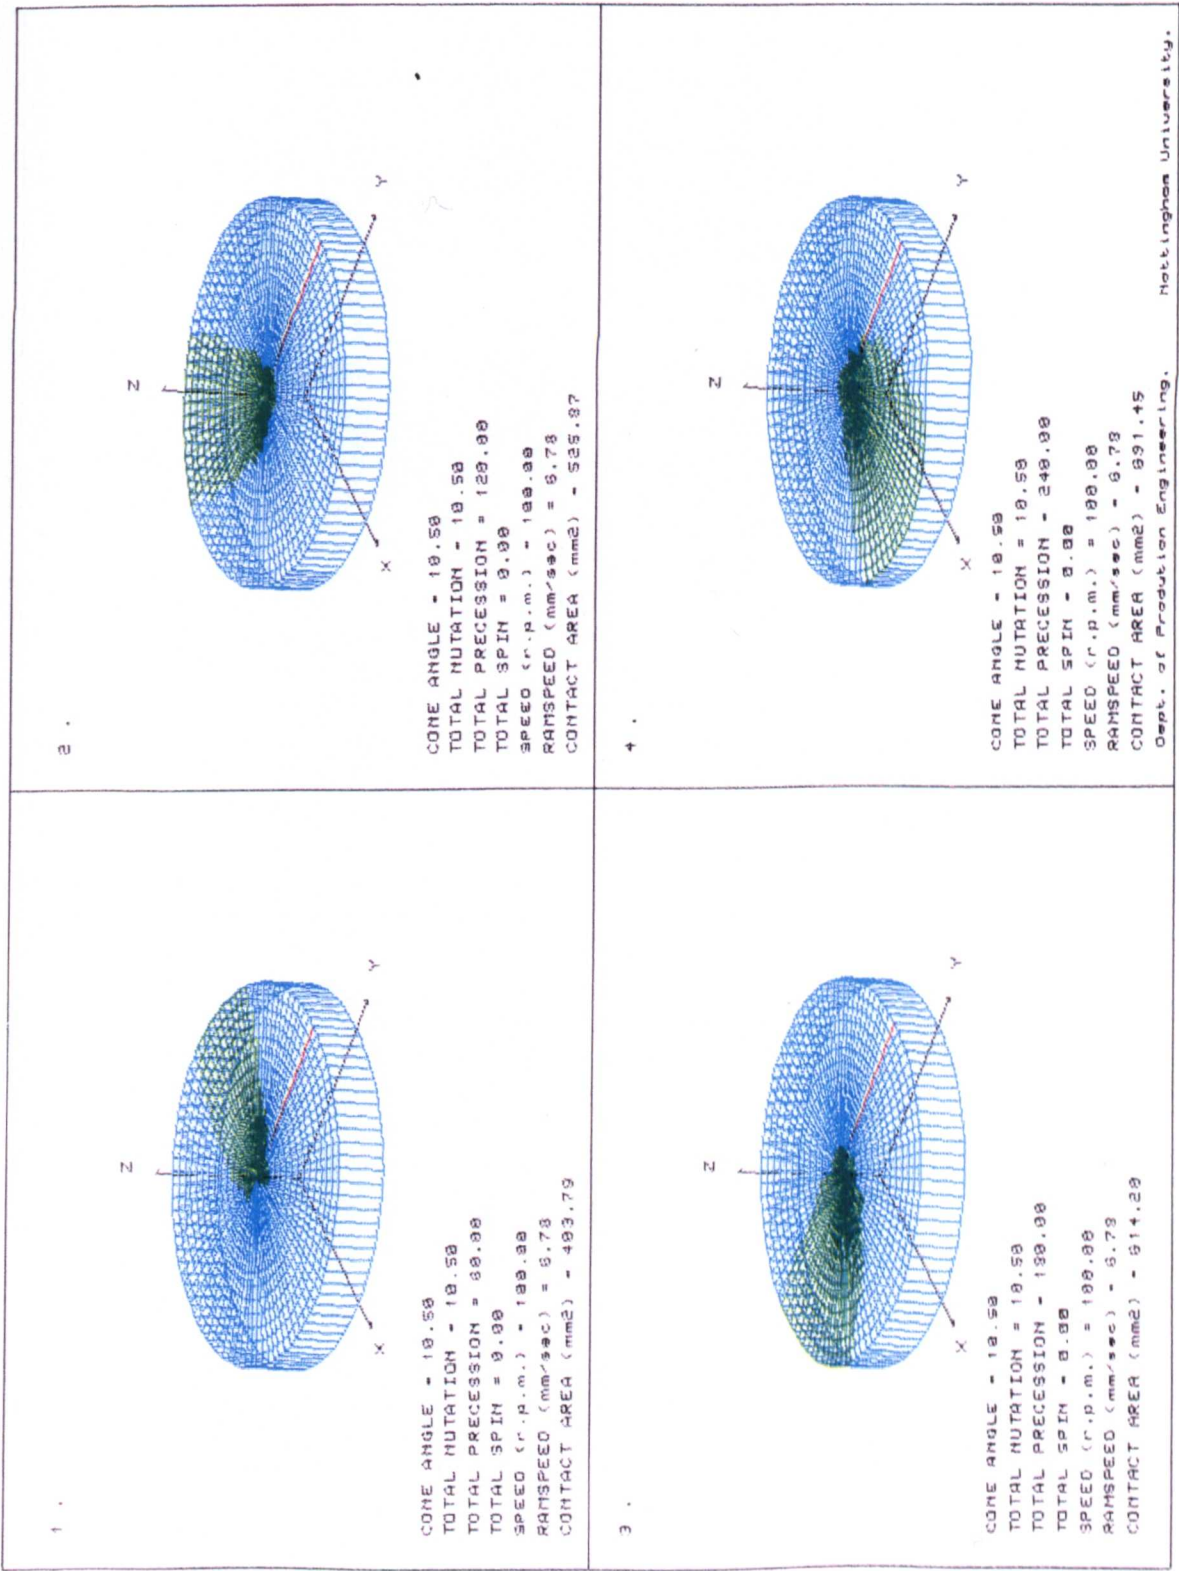 1 .
Z
Y
X
CONE ANGLE = 10.50
TOTAL NUTATION = 10.50
TOTAL PRECESSION = 60.00
TOTAL SPIN = 0.00
SPEED (r.p.m.) = 100.00
RAMSPEED (mm/sec) = 6.78
CONTACT AREA (mm2) = 403.79
2 .
Z
Y
X
CONE ANGLE = 10.50
TOTAL NUTATION = 10.50
TOTAL PRECESSION = 120.00
TOTAL SPIN = 0.00
SPEED (r.p.m.) = 100.00
RAMSPEED (mm/sec) = 6.78
CONTACT AREA (mm2) = 525.87
3 .
Z
Y
X
CONE ANGLE = 10.50
TOTAL NUTATION = 10.50
TOTAL PRECESSION = 180.00
TOTAL SPIN = 0.00
SPEED (r.p.m.) = 100.00
RAMSPEED (mm/sec) = 6.78
CONTACT AREA (mm2) = 614.20
4 .
Z
Y
X
CONE ANGLE = 10.50
TOTAL NUTATION = 10.50
TOTAL PRECESSION = 240.00
TOTAL SPIN = 0.00
SPEED (r.p.m.) = 100.00
RAMSPEED (mm/sec) = 6.78
CONTACT AREA (mm2) = 691.45
Dept. of Prodution Engineering. Nottingham University.